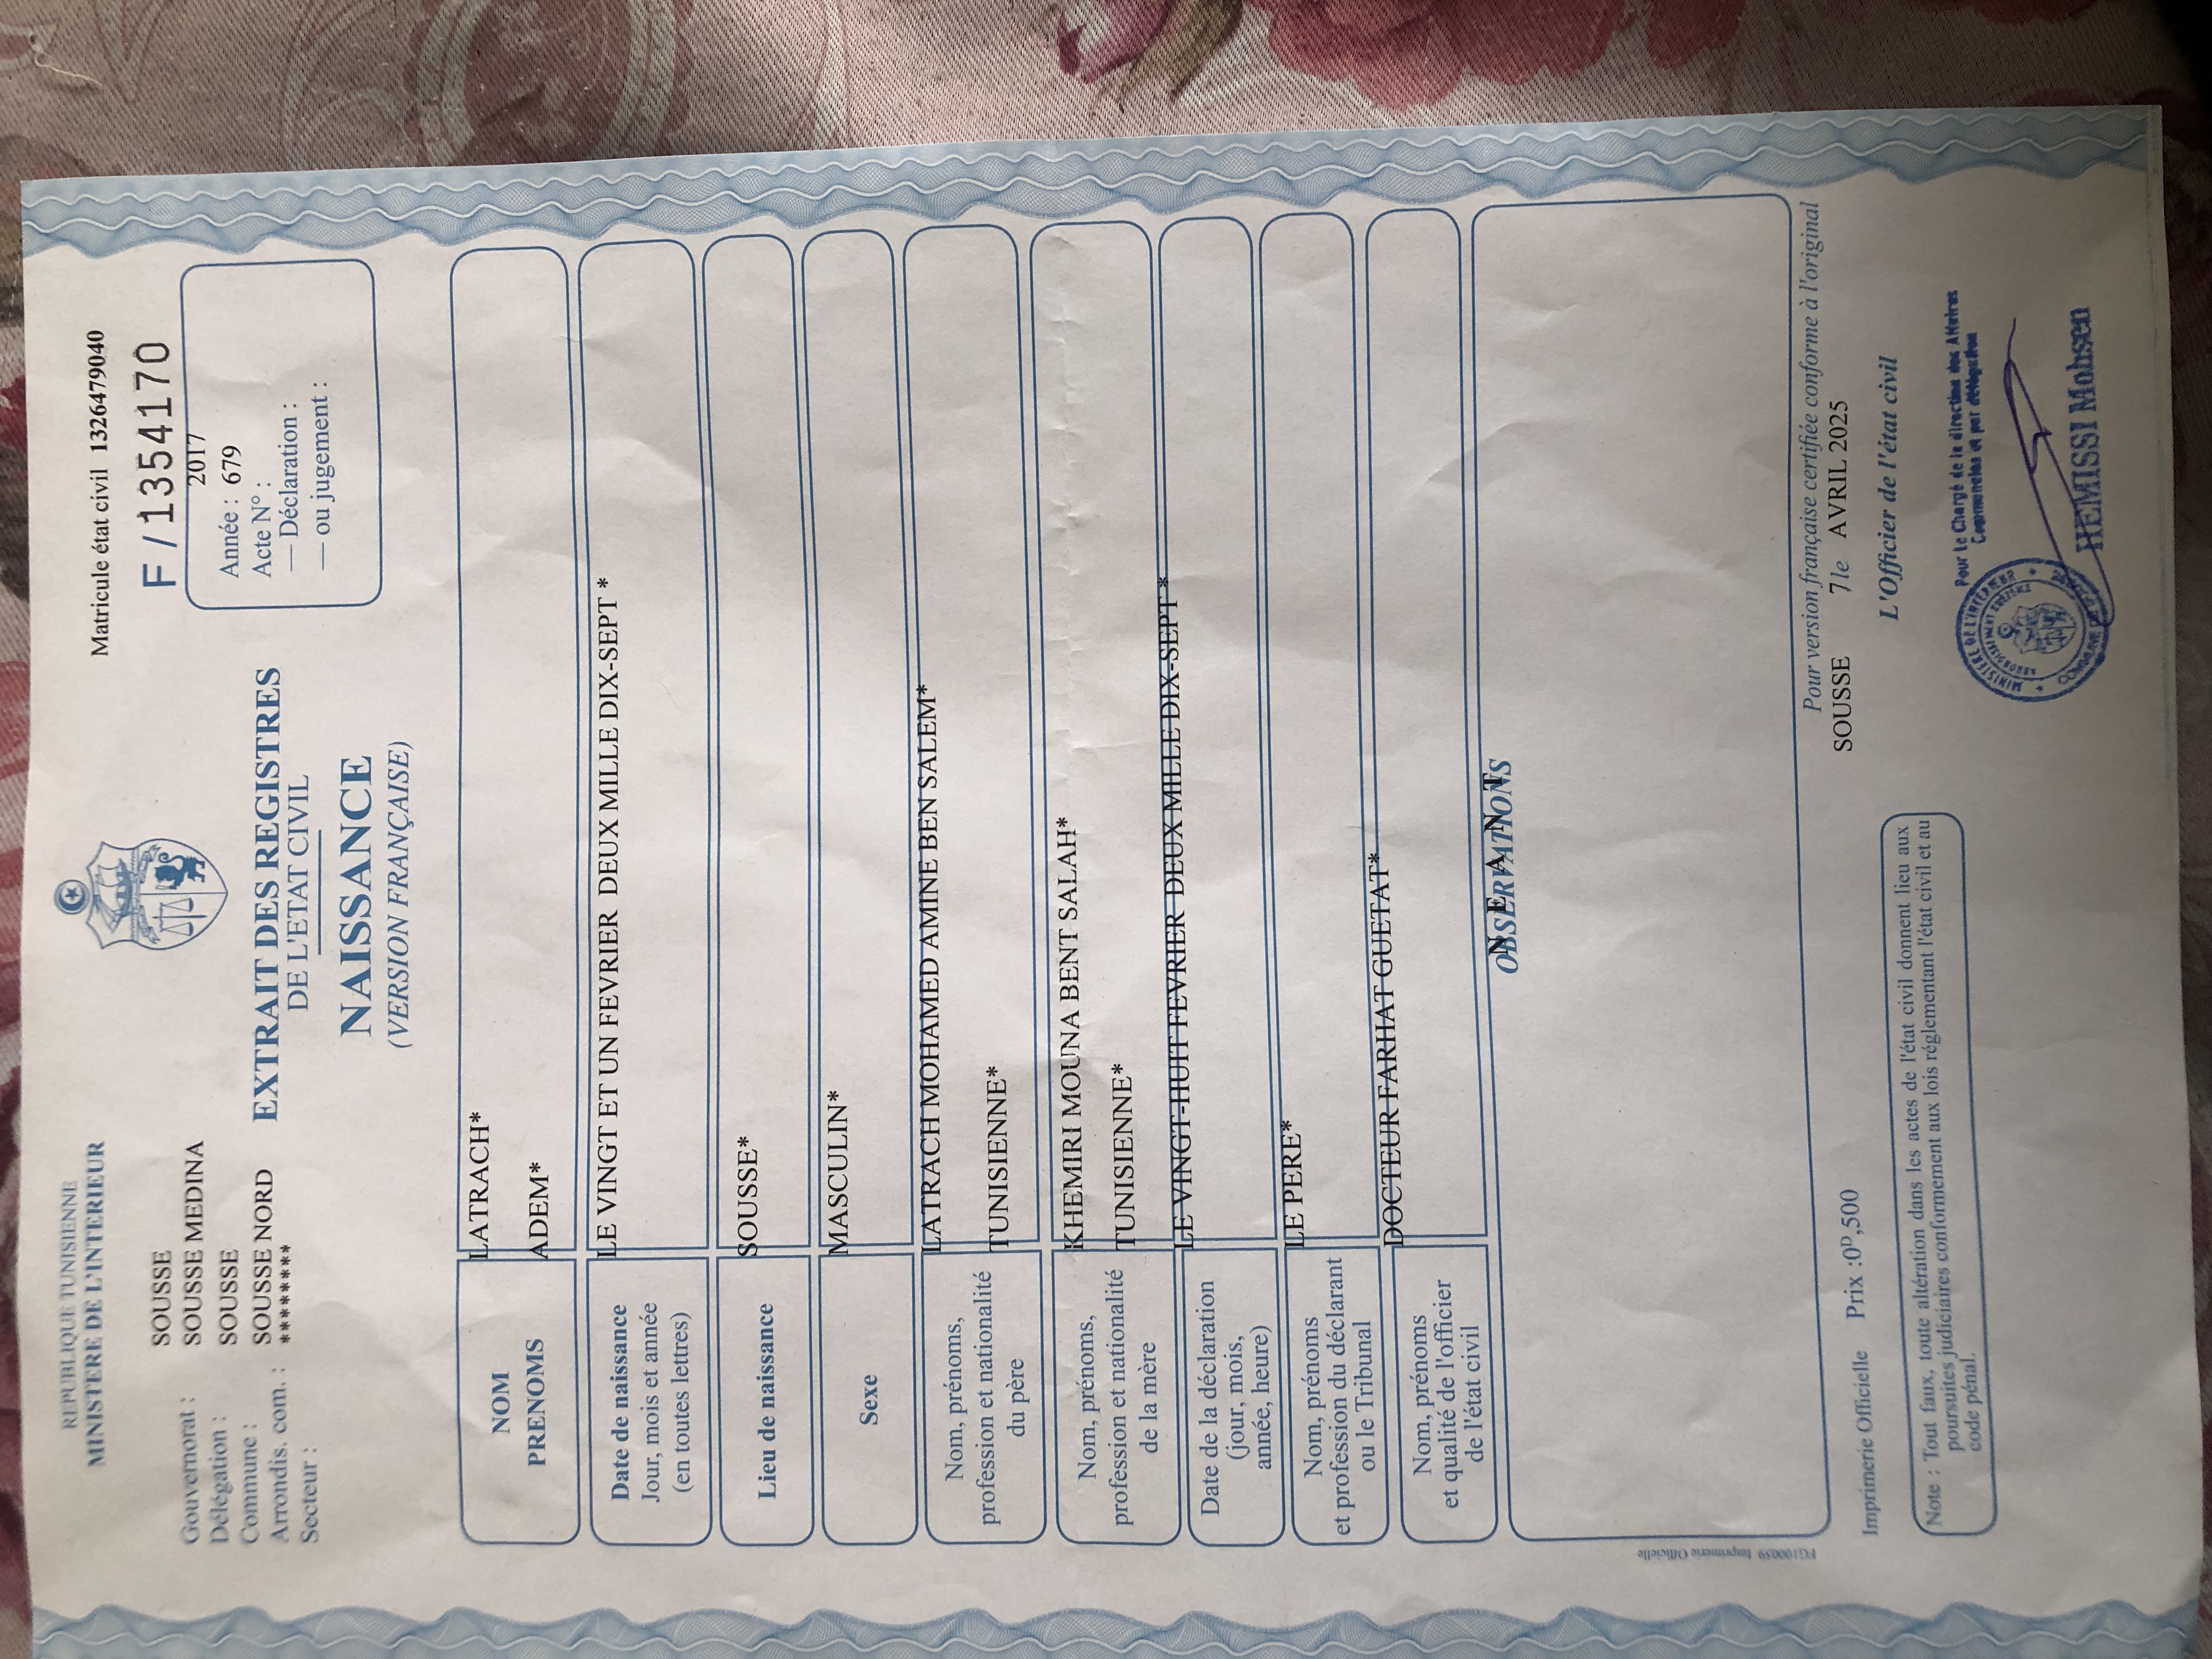 REPUBLIQUE TUNISIENNE
MINISTERE DE L'INTERIEUR
Matricule état civil 1326479040
F/1354170
Gouvernorat : SOUSSE
Délégation : SOUSSE MEDINA
Commune : SOUSSE
Arrondis. com. : SOUSSE NORD
Secteur : *******
2017
Année : 679
Acte N° :
— Déclaration :
— ou jugement :
EXTRAIT DES REGISTRES
DE L'ETAT CIVIL
NAISSANCE
(VERSION FRANÇAISE)
NOM LATRACH*
PRENOMS ADEM*
Date de naissance
Jour, mois et année
(en toutes lettres)
LE VINGT ET UN FEVRIER DEUX MILLE DIX-SEPT *
Lieu de naissance SOUSSE*
Sexe MASCULIN*
Nom, prénoms,
profession et nationalité
du père
LATRACH MOHAMED AMINE BEN SALEM*
TUNISIENNE*
Nom, prénoms,
profession et nationalité
de la mère
KHEMIRI MOUNA BENT SALAH*
TUNISIENNE*
Date de la déclaration
(jour, mois,
année, heure)
LE VINGT-HUIT FEVRIER DEUX MILLE DIX-SEPT *
Nom, prénoms
et profession du déclarant
ou le Tribunal
LE PERE*
Nom, prénoms
et qualité de l'officier
de l'état civil
DOCTEUR FARHAT GUETAT*
OBSERVATIONS
N E A N T
Pour version française certifiée conforme à l'original
SOUSSE 7 le AVRIL 2025
L'Officier de l'état civil
Pour le Chargé de la direction des Affaires
Communales et par délégation
HEMISSI Mohsen
MINISTÈRE DE L'INTÉRIEUR
FG100059 Imprimerie Officielle
Imprimerie Officielle Prix :0ᴰ,500
Note : Tout faux, toute altération dans les actes de l'état civil donnent lieu aux
poursuites judiciaires conformement aux lois réglementant l'état civil et au
code pénal.